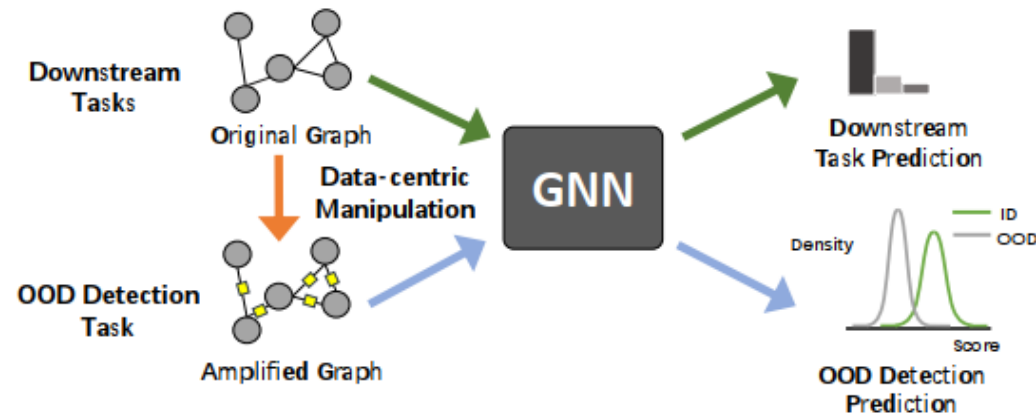 Downstream
Tasks
Original Graph
Data-centric
Manipulation
OOD Detection
Task
Amplified Graph
GNN
Downstream
Task Prediction
ID
OOD
Density
Score
OOD Detection
Prediction